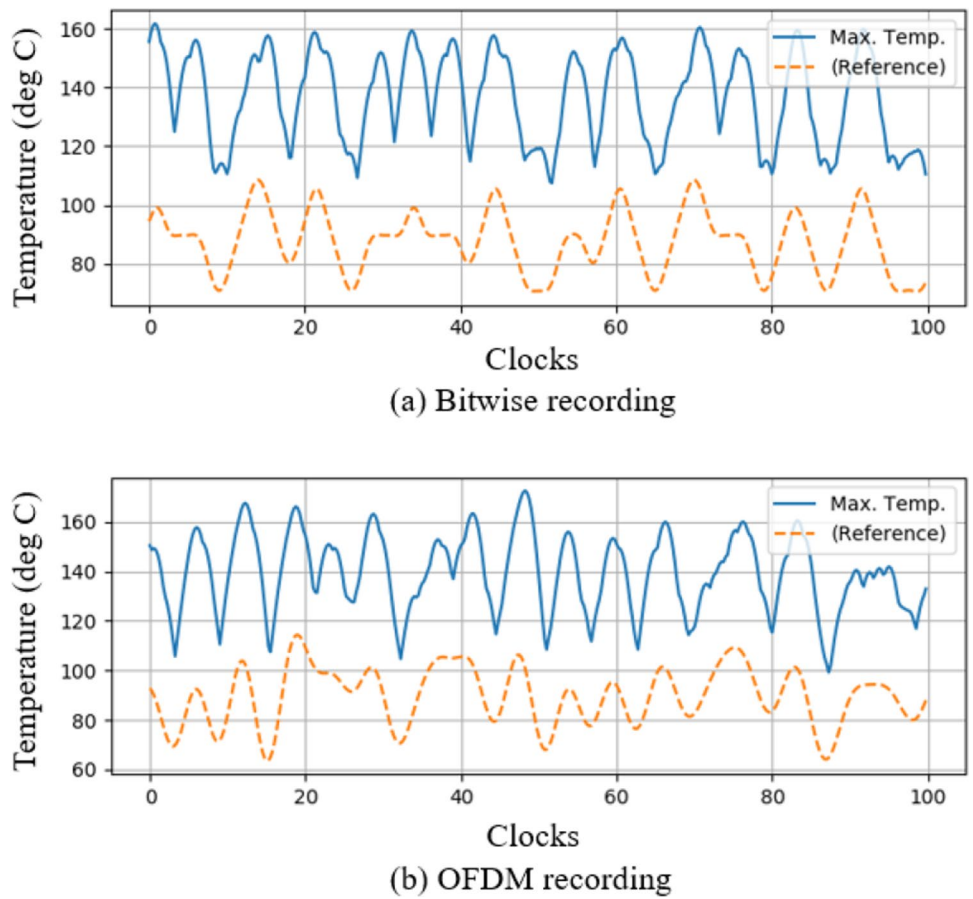 160
140
120
100
80
Temperature (deg C)
Max. Temp.
(Reference)
0 20 40 60 80 100
Clocks
(a) Bitwise recording
160
140
120
100
80
60
Temperature (deg C)
Max. Temp.
(Reference)
0 20 40 60 80 100
Clocks
(b) OFDM recording